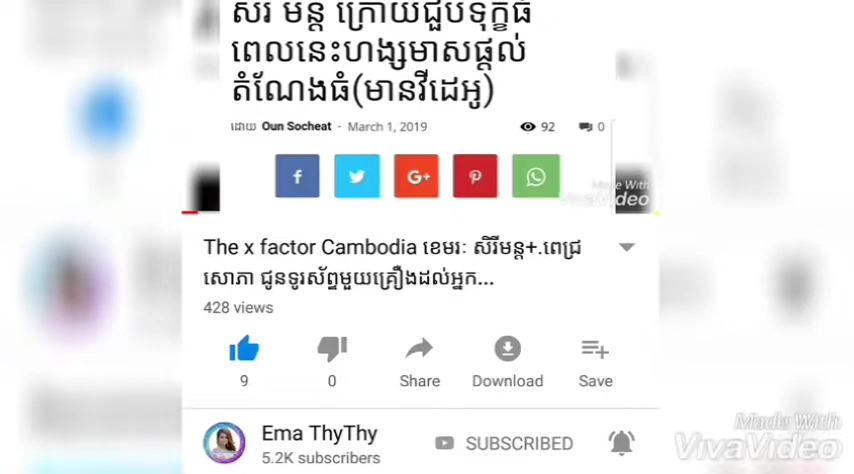 សិរី មន្ត ក្រោយជួបទុក្ខធំ
ពេលនេះហង្សមាសផ្តល់
តំណែងធំ(មានវីដេអូ)
ដោយ Oun Socheat - March 1, 2019 92 0
Made With
VivaVideo
The x factor Cambodia ខេមរៈ សិរីមន្ត+.ពេជ្រ
សោភា ជូនទូរស័ព្ទមួយគ្រឿងដល់អ្នក...
428 views
9 0 Share Download Save
Ema ThyThy SUBSCRIBED
5.2K subscribers
Made With
VivaVideo